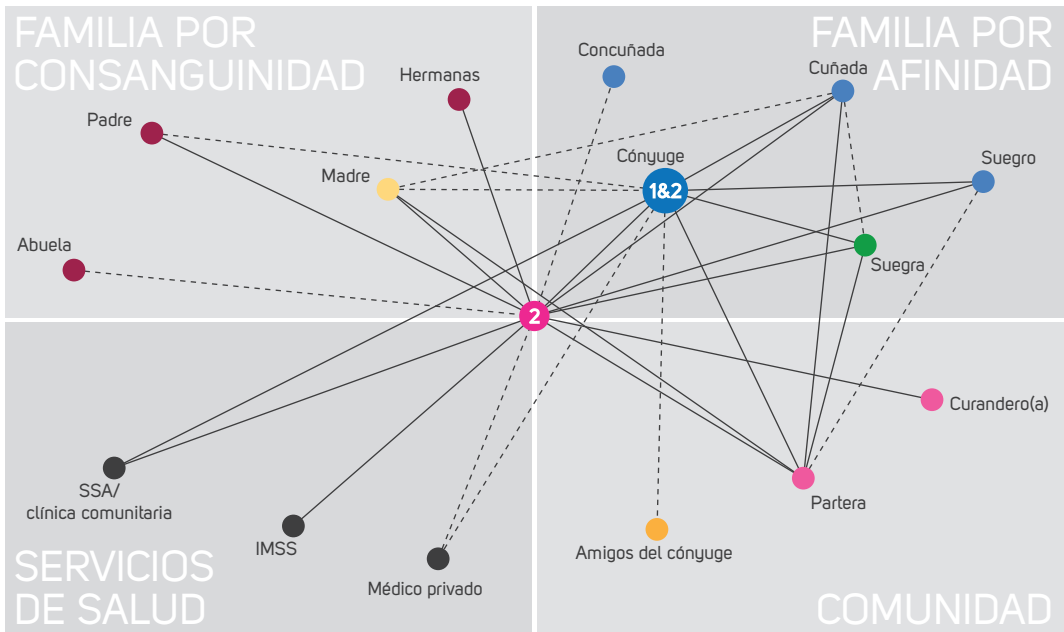 FAMILIA POR
CONSANGUINIDAD
FAMILIA POR
AFINIDAD
Concuñada
Cuñada
Hermanas
Padre
Madre
Cónyuge
1&2
Suegro
Abuela
Suegra
2
Curandero(a)
SSA/
clínica comunitaria
Partera
IMSS
Amigos del cónyuge
Médico privado
SERVICIOS
DE SALUD
COMUNIDAD